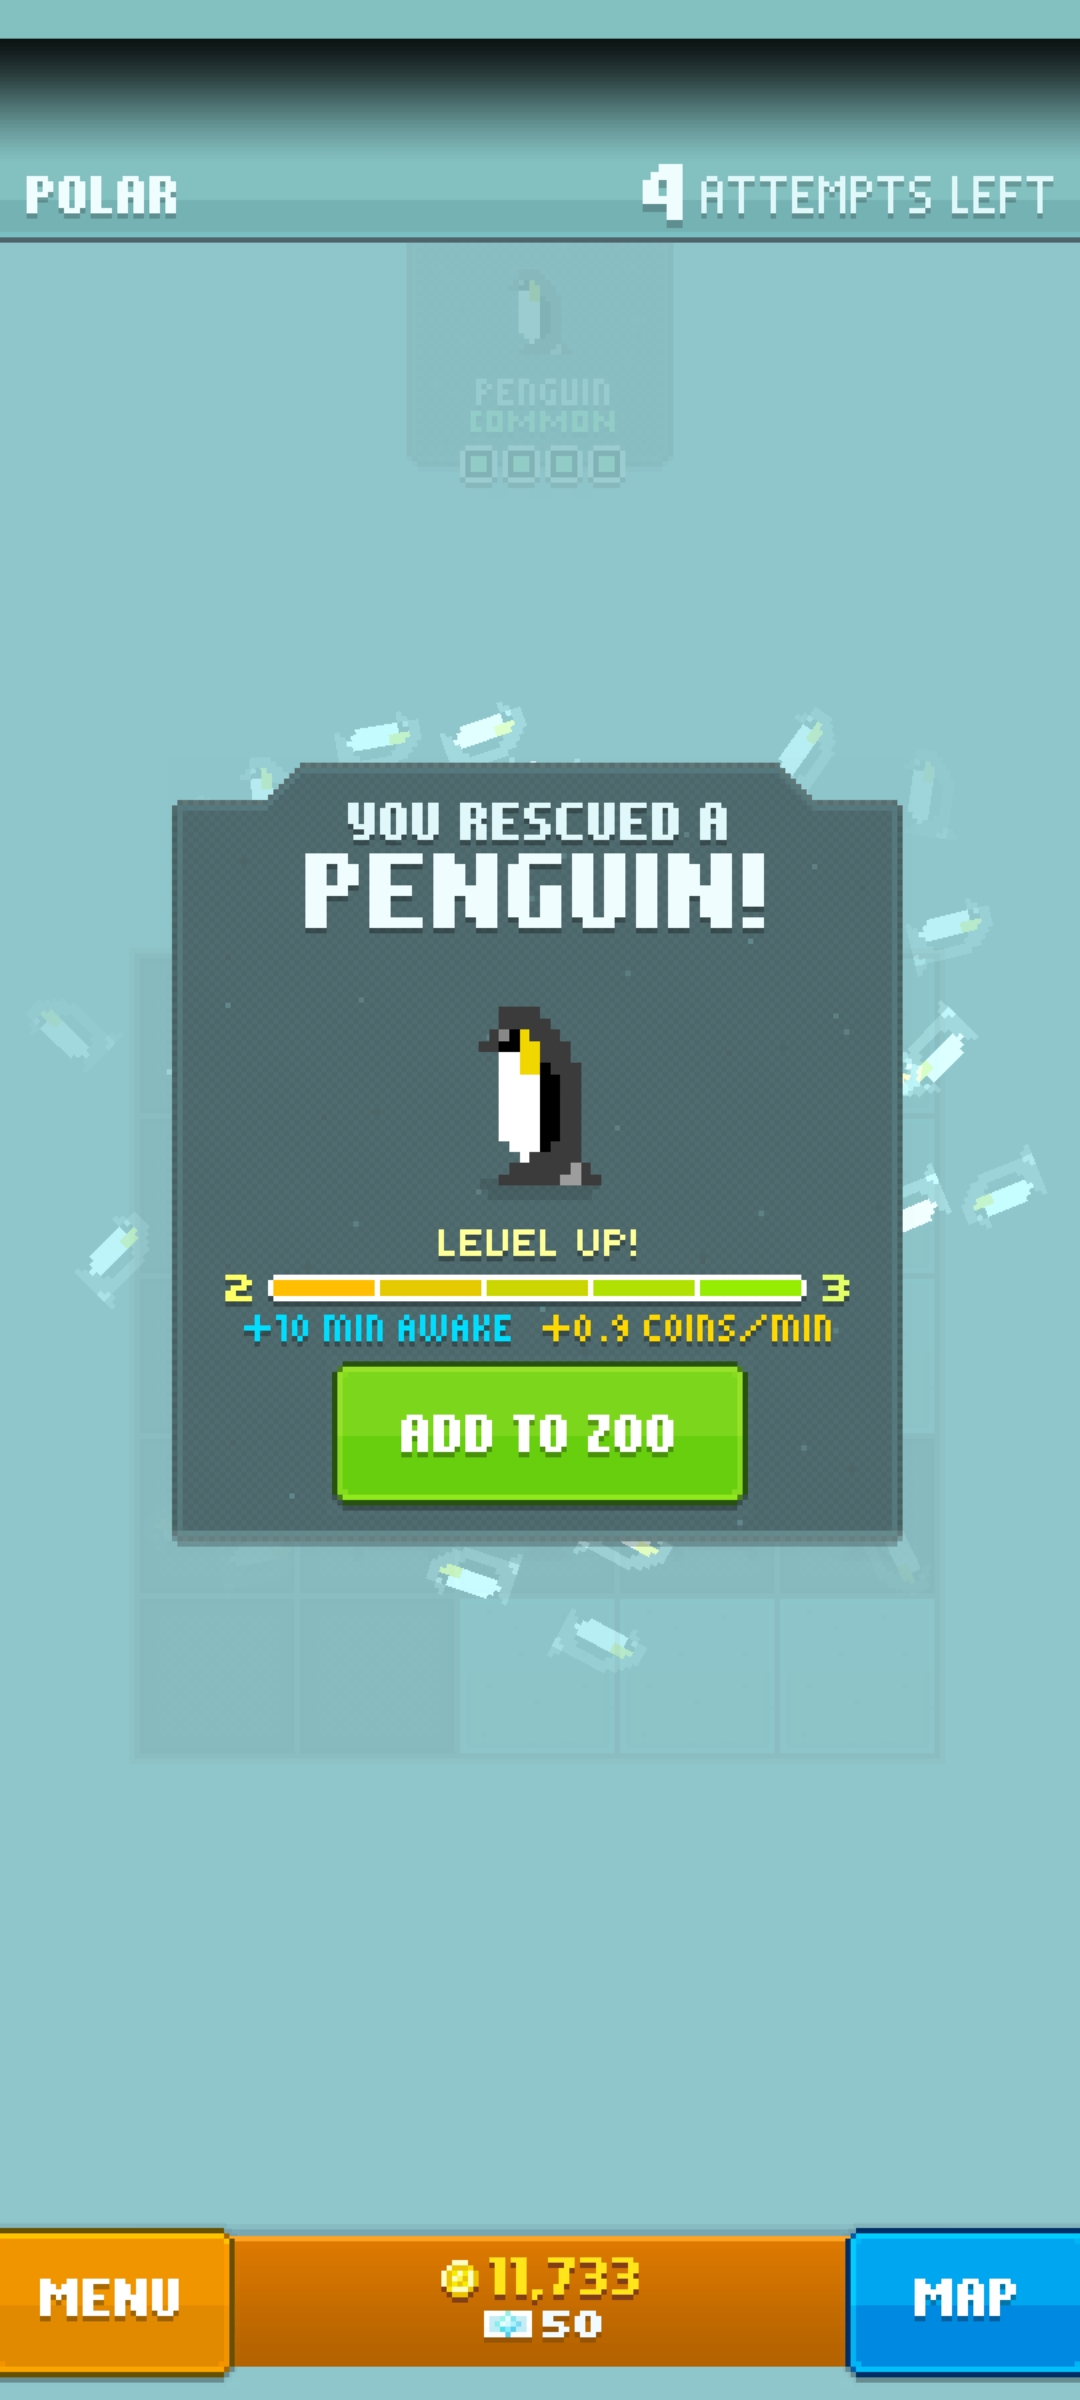 POLAR
9 ATTEMPTS LEFT
PENGUIN
COMMON
YOU RESCUED A
PENGUIN!
LEVEL UP!
2 3
+10 MIN AWAKE +0.9 COINS/MIN
ADD TO ZOO
MENU
11,733
50
MAP